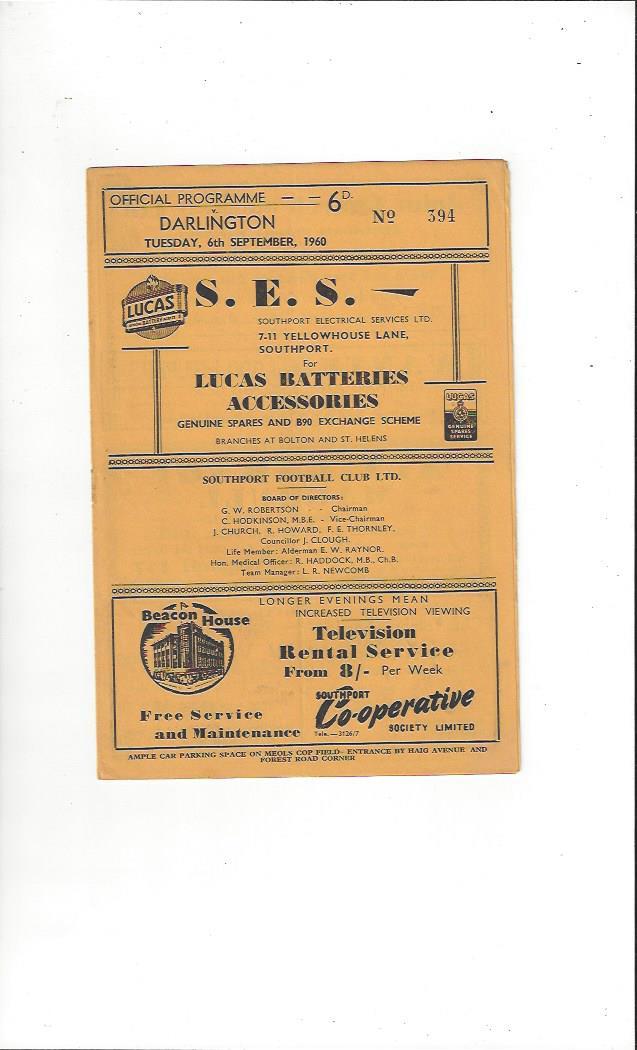 OFFICIAL PROGRAMME — — 6D.
v.
DARLINGTON
TUESDAY, 6th SEPTEMBER, 1960
No 394
LUCAS
S. E. S.
SOUTHPORT ELECTRICAL SERVICES LTD.
7-11 YELLOWHOUSE LANE,
SOUTHPORT.
For
LUCAS BATTERIES
ACCESSORIES
GENUINE SPARES AND B90 EXCHANGE SCHEME
BRANCHES AT BOLTON AND ST. HELENS
LUCAS
GENUINE
SPARES
SERVICE
SOUTHPORT FOOTBALL CLUB LTD.
BOARD OF DIRECTORS:
G. W. ROBERTSON - - Chairman
C. HODKINSON, M.B.E. - Vice-Chairman
J. CHURCH, R. HOWARD, F. E. THORNLEY,
Councillor J. CLOUGH.
Life Member: Alderman E. W. RAYNOR.
Hon. Medical Officer: R. HADDOCK, M.B., Ch.B.
Team Manager: L. R. NEWCOMB
Beacon House
LONGER EVENINGS MEAN
INCREASED TELEVISION VIEWING
Television
Rental Service
From 8/- Per Week
Free Service
and Maintenance
SOUTHPORT
Co-operative
SOCIETY LIMITED
Tele.—3126/7
AMPLE CAR PARKING SPACE ON MEOLS COP FIELD- ENTRANCE BY HAIG AVENUE AND
FOREST ROAD CORNER